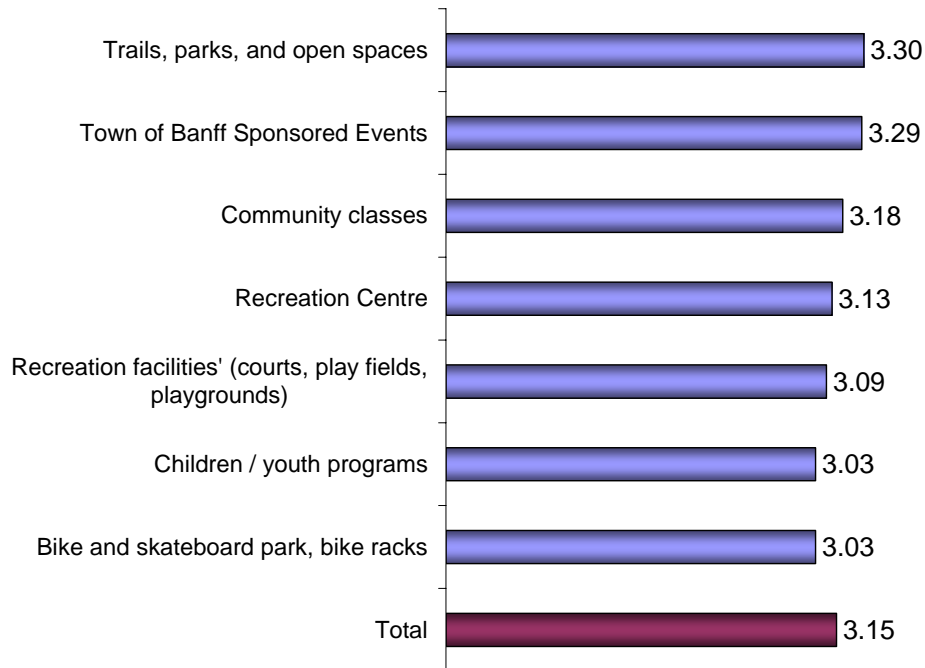 Trails, parks, and open spaces 3.30
Town of Banff Sponsored Events 3.29
Community classes 3.18
Recreation Centre 3.13
Recreation facilities' (courts, play fields,
playgrounds) 3.09
Children / youth programs 3.03
Bike and skateboard park, bike racks 3.03
Total 3.15